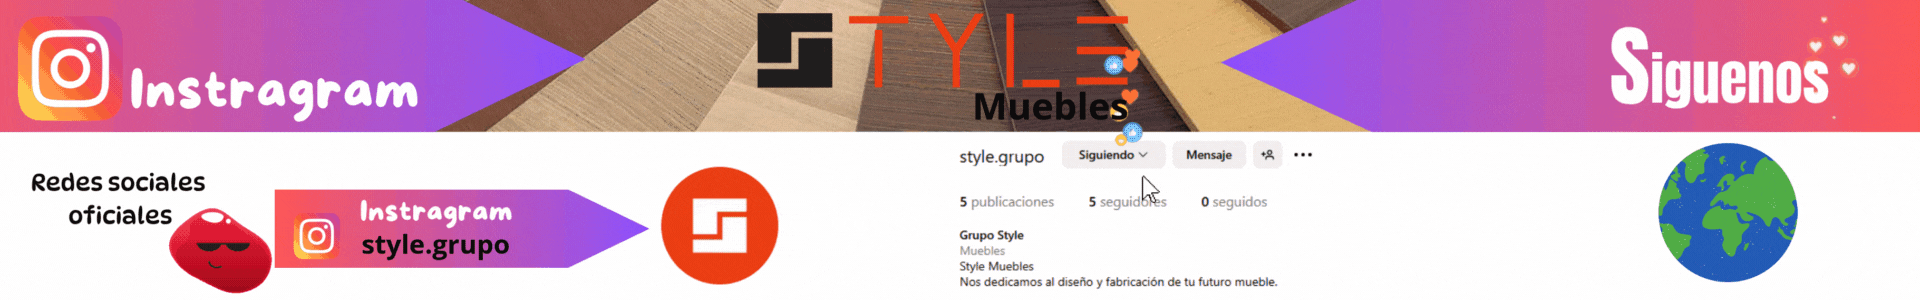 Instragram
STYLE
Muebles
Siguenos
Redes sociales
oficiales
Instragram
style.grupo
style.grupo Siguiendo Mensaje
5 publicaciones 5 seguidores 0 seguidos
Grupo Style
Muebles
Style Muebles
Nos dedicamos al diseño y fabricación de tu futuro mueble.